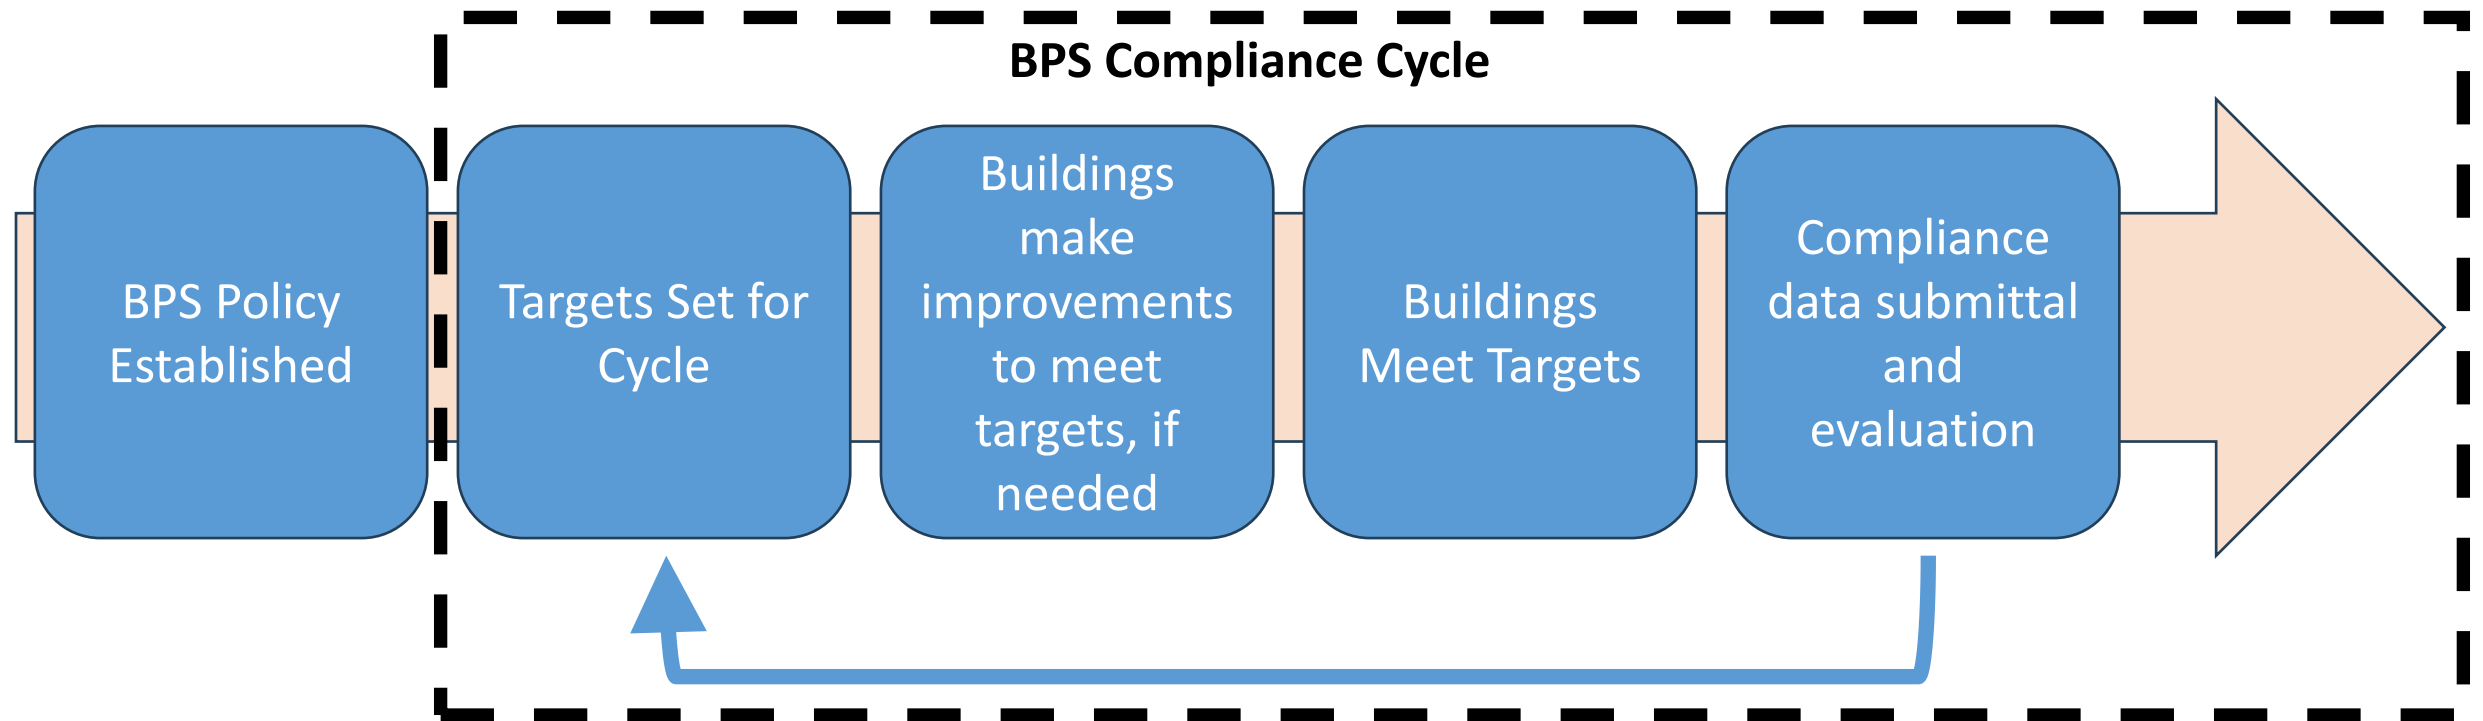 BPS Compliance Cycle
BPS Policy
Established
Targets Set for
Cycle
Buildings
make
improvements
to meet
targets, if
needed
Buildings
Meet Targets
Compliance
data submittal
and
evaluation